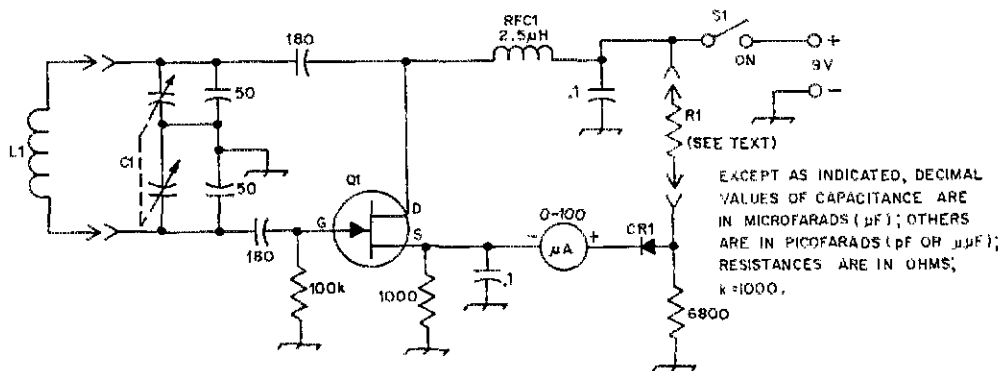 RFC1
2.5µH
S1
180
ON
+
9V
-
50
.1
R1
(SEE TEXT)
L1
C1
50
Q1
G
D
S
0-100
-
µA
+
CR1
180
100k
1000
.1
6800
EXCEPT AS INDICATED, DECIMAL
VALUES OF CAPACITANCE ARE
IN MICROFARADS (µF); OTHERS
ARE IN PICOFARADS (pF OR µµF);
RESISTANCES ARE IN OHMS;
k=1000.